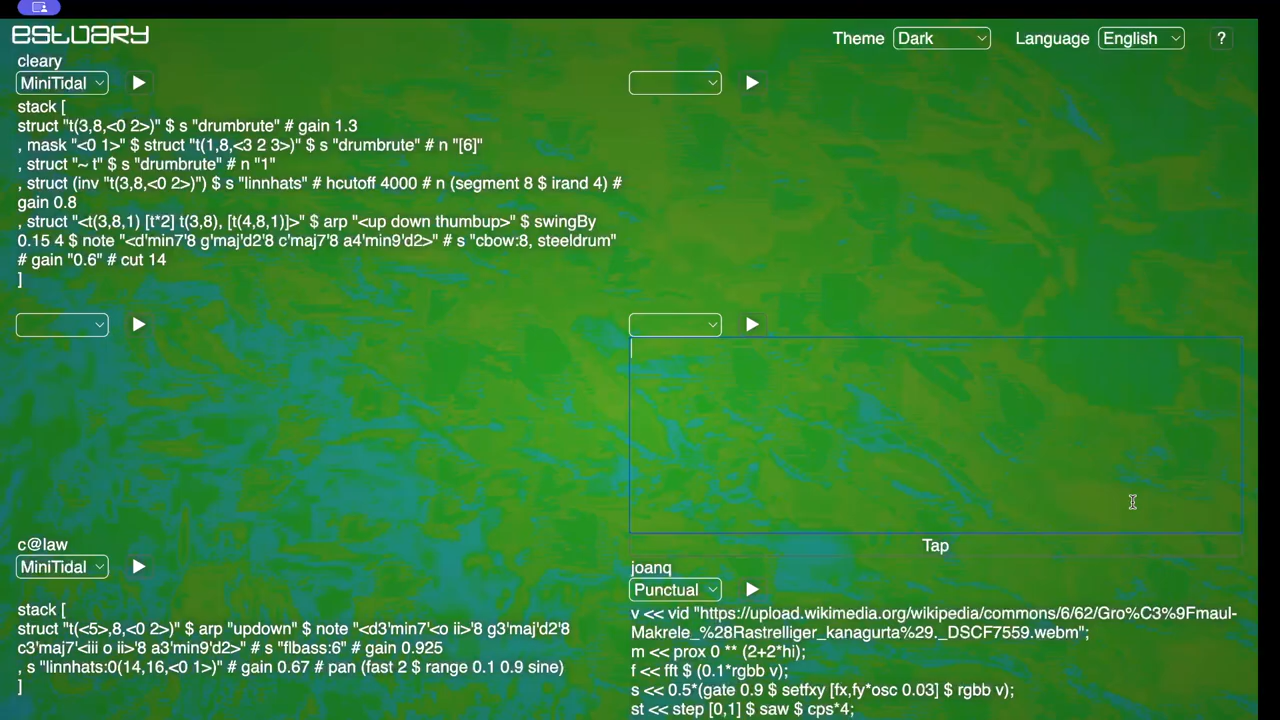 ESTUARY
Theme Dark Language English ?
cleary
MiniTidal
stack [
struct "t(3,8,<0 2>)" $ s "drumbrute" # gain 1.3
, mask "<0 1>" $ struct "t(1,8,<3 2 3>)" $ s "drumbrute" # n "[6]"
, struct "~ t" $ s "drumbrute" # n "1"
, struct (inv "t(3,8,<0 2>)") $ s "linnhats" # hcutoff 4000 # n (segment 8 $ irand 4) #
gain 0.8
, struct "<t(3,8,1) [t*2] t(3,8), [t(4,8,1)]>" $ arp "<up down thumbup>" $ swingBy
0.15 4 $ note "<d'min7'8 g'maj'd2'8 c'maj7'8 a4'min9'd2>" # s "cbow:8, steeldrum"
# gain "0.6" # cut 14
]
c@law
MiniTidal
stack [
struct "t(<5>,8,<0 2>)" $ arp "updown" $ note "<d3'min7'<o ii>'8 g3'maj'd2'8
c3'maj7'<iii o ii>'8 a3'min9'd2>" # s "flbass:6" # gain 0.925
, s "linnhats:0(14,16,<0 1>)" # gain 0.67 # pan (fast 2 $ range 0.1 0.9 sine)
]
Tap
joanq
Punctual
v << vid "https://upload.wikimedia.org/wikipedia/commons/6/62/Gro%C3%9Fmaul-
Makrele_%28Rastrelliger_kanagurta%29._DSCF7559.webm";
m << prox 0 ** (2+2*hi);
f << fft $ (0.1*rgbb v);
s << 0.5*(gate 0.9 $ setfxy [fx,fy*osc 0.03] $ rgbb v);
st << step [0,1] $ saw $ cps*4;